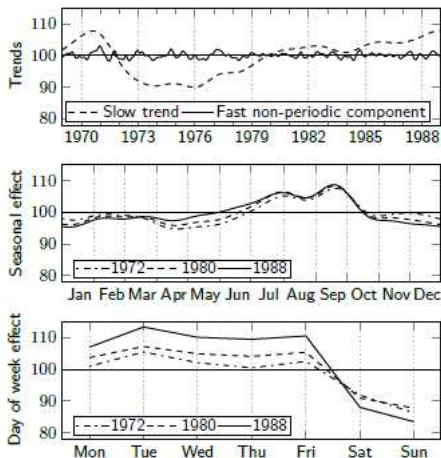 110
100
90
80
Trends
Slow trend Fast non-periodic component
1970 1973 1976 1979 1982 1985 1988
110
100
90
80
Seasonal effect
1972 1980 1988
Jan Feb Mar Apr May Jun Jul Aug Sep Oct Nov Dec
110
100
90
80
Day of week effect
1972 1980 1988
Mon Tue Wed Thu Fri Sat Sun